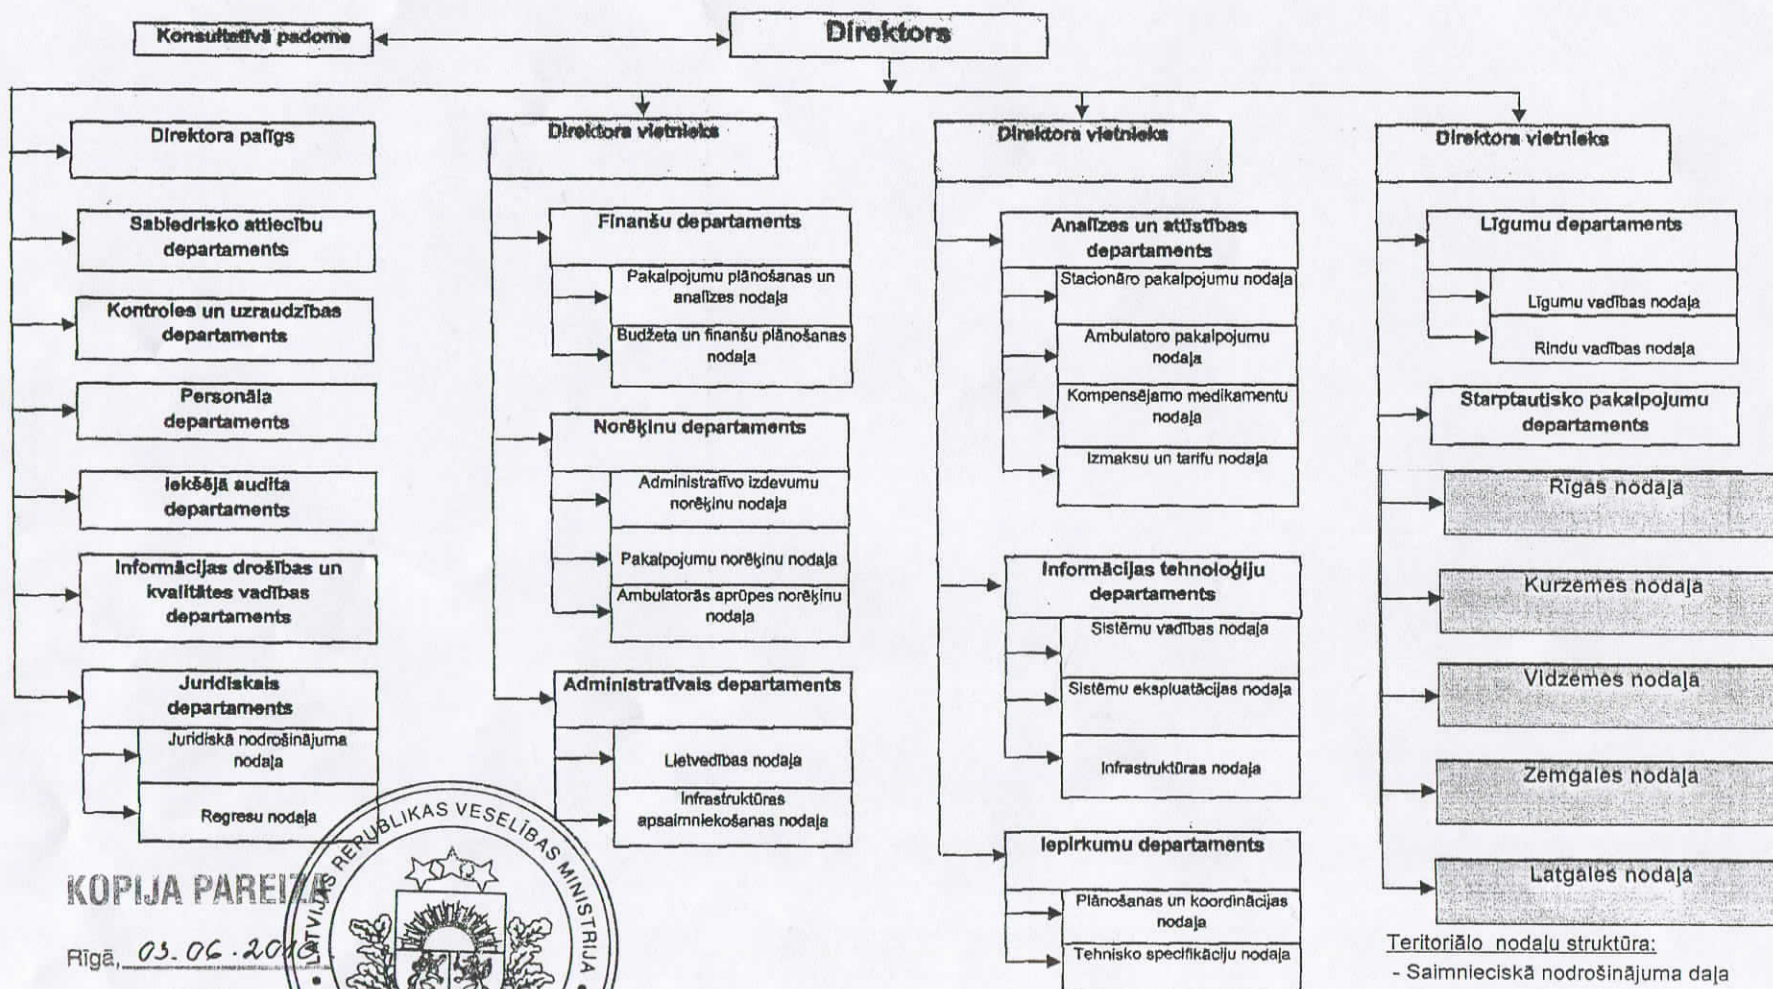 Konsultatīvā padome
Direktors
Direktora palīgs
Sabiedrisko attiecību
departaments
Kontroles un uzraudzības
departaments
Personāla
departaments
Iekšējā audita
departaments
Informācijas drošības un
kvalitātes vadības
departaments
Juridiskais
departaments
Juridiskā nodrošinājuma
nodaļa
Regresu nodaļa
Direktora vietnieks
Finanšu departaments
Pakalpojumu plānošanas un
analīzes nodaļa
Budžeta un finanšu plānošanas
nodaļa
Norēķinu departaments
Administratīvo izdevumu
norēķinu nodaļa
Pakalpojumu norēķinu nodaļa
Ambulatorās aprūpes norēķinu
nodaļa
Administratīvais departaments
Lietvedības nodaļa
Infrastruktūras
apsaimniekošanas nodaļa
Direktora vietnieks
Analīzes un attīstības
departaments
Stacionāro pakalpojumu nodaļa
Ambulatoro pakalpojumu
nodaļa
Kompensējamo medikamentu
nodaļa
Izmaksu un tarifu nodaļa
Informācijas tehnoloģiju
departaments
Sistēmu vadības nodaļa
Sistēmu ekspluatācijas nodaļa
Infrastruktūras nodaļa
Iepirkumu departaments
Plānošanas un koordinācijas
nodaļa
Tehnisko specifikāciju nodaļa
Direktora vietnieks
Līgumu departaments
Līgumu vadības nodaļa
Rindu vadības nodaļa
Starptautisko pakalpojumu
departaments
Rīgas nodaļa
Kurzemes nodaļa
Vidzemes nodaļa
Zemgales nodaļa
Latgales nodaļa
Teritoriālo nodaļu struktūra:
- Saimnieciskā nodrošinājuma daļa
KOPIJA PAREIZA
Rīgā, 03.06.2010
LATVIJAS REPUBLIKAS VESELĪBAS MINISTRIJA